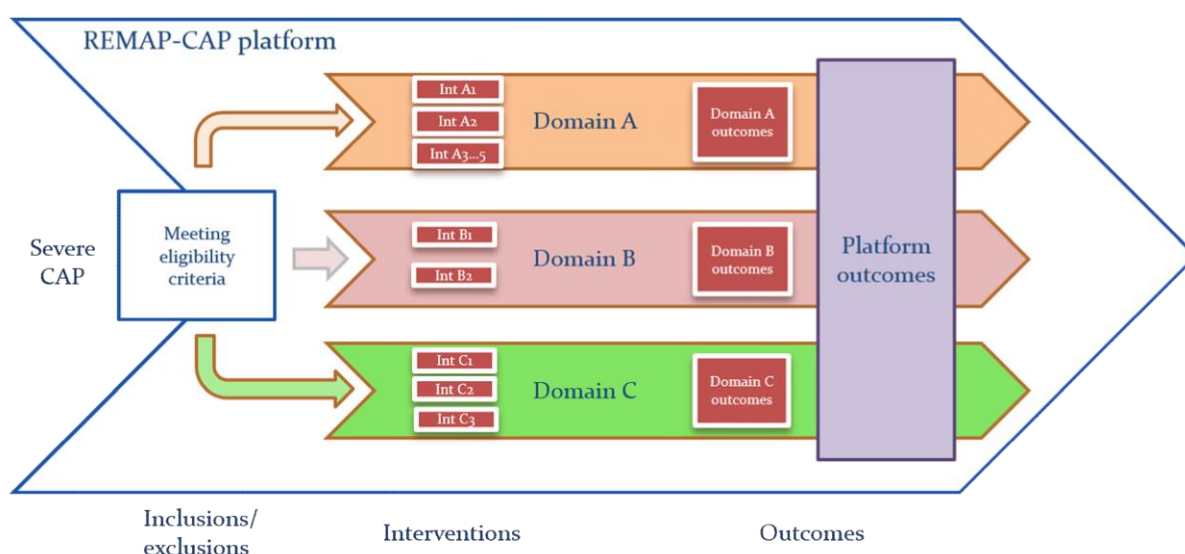 REMAP-CAP platform
Int A1
Int A2
Int A3...5
Domain A
Domain A
outcomes
Severe
CAP
Meeting
eligibility
criteria
Int B1
Int B2
Domain B
Domain B
outcomes
Platform
outcomes
Int C1
Int C2
Int C3
Domain C
Domain C
outcomes
Inclusions/
exclusions
Interventions
Outcomes